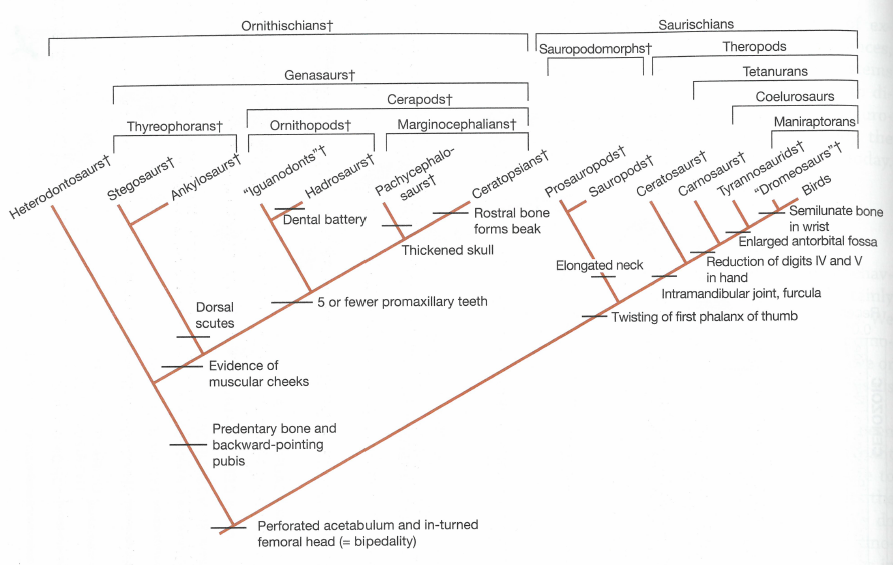 Ornithischians†
Saurischians
Sauropodomorphs†
Theropods
Genasaurs†
Tetanurans
Cerapods†
Coelurosaurs
Thyreophorans†
Ornithopods†
Marginocephalians†
Maniraptorans
Heterodontosaurs†
Stegosaurs†
Ankylosaurs†
"Iguanodonts"†
Hadrosaurs†
Pachycephalo-
saurs†
Ceratopsians†
Prosauropods†
Sauropods†
Ceratosaurs†
Carnosaurs†
Tyrannosaurids†
"Dromeosaurs"†
Birds
Dental battery
Rostral bone
forms beak
Thickened skull
Semilunate bone
in wrist
Enlarged antorbital fossa
Elongated neck
Reduction of digits IV and V
in hand
Intramandibular joint, furcula
5 or fewer promaxillary teeth
Twisting of first phalanx of thumb
Dorsal
scutes
Evidence of
muscular cheeks
Predentary bone and
backward-pointing
pubis
Perforated acetabulum and in-turned
femoral head (= bipedality)